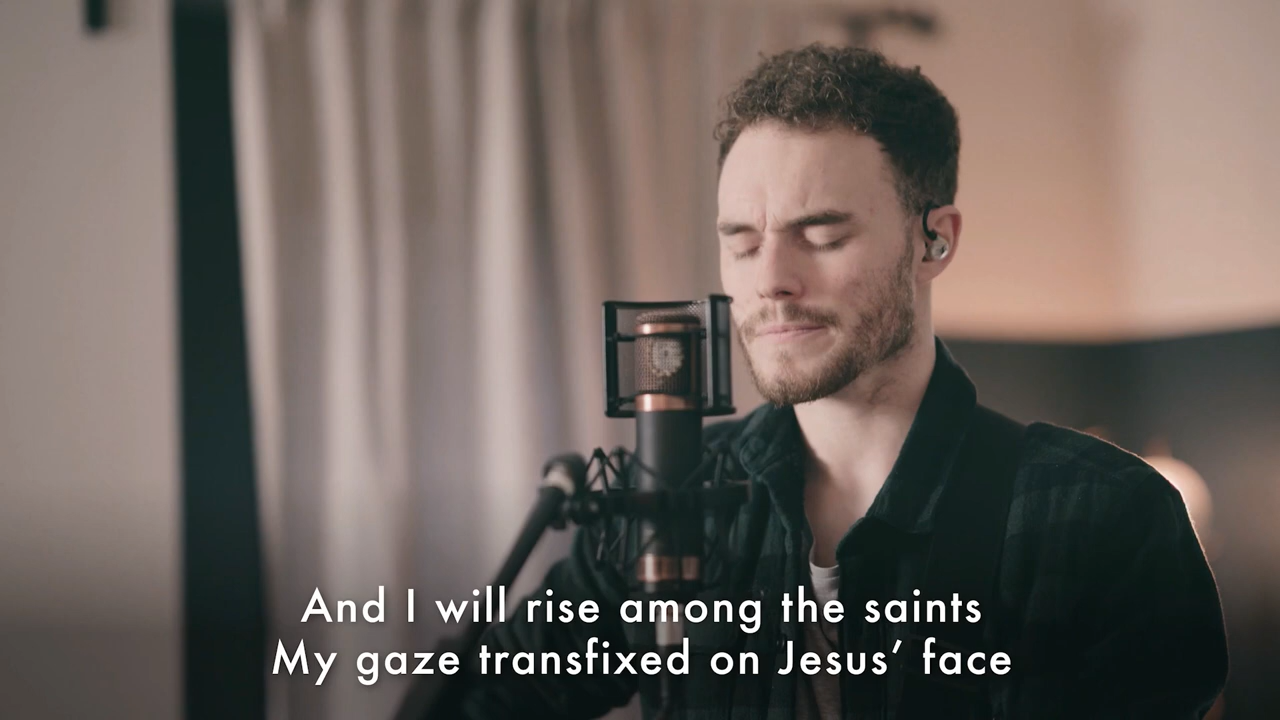 And I will rise among the saints
My gaze transfixed on Jesus’ face